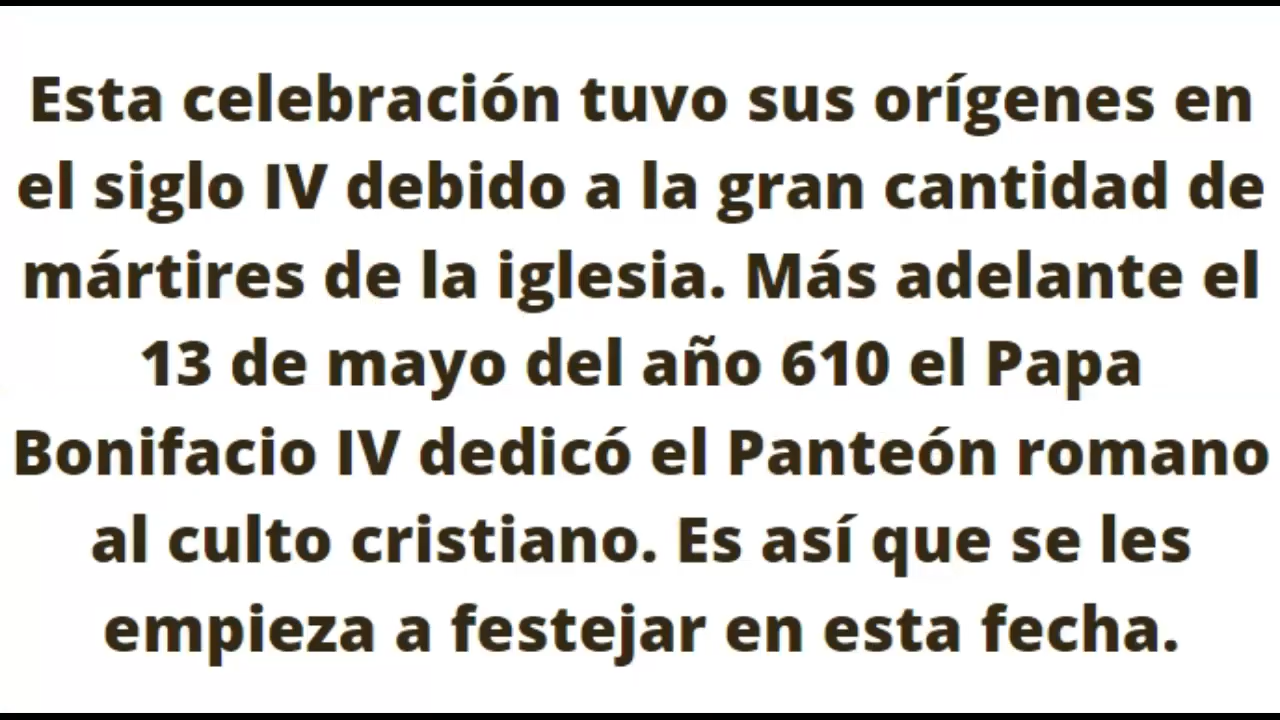 Esta celebración tuvo sus orígenes en
el siglo IV debido a la gran cantidad de
mártires de la iglesia. Más adelante el
13 de mayo del año 610 el Papa
Bonifacio IV dedicó el Panteón romano
al culto cristiano. Es así que se les
empieza a festejar en esta fecha.